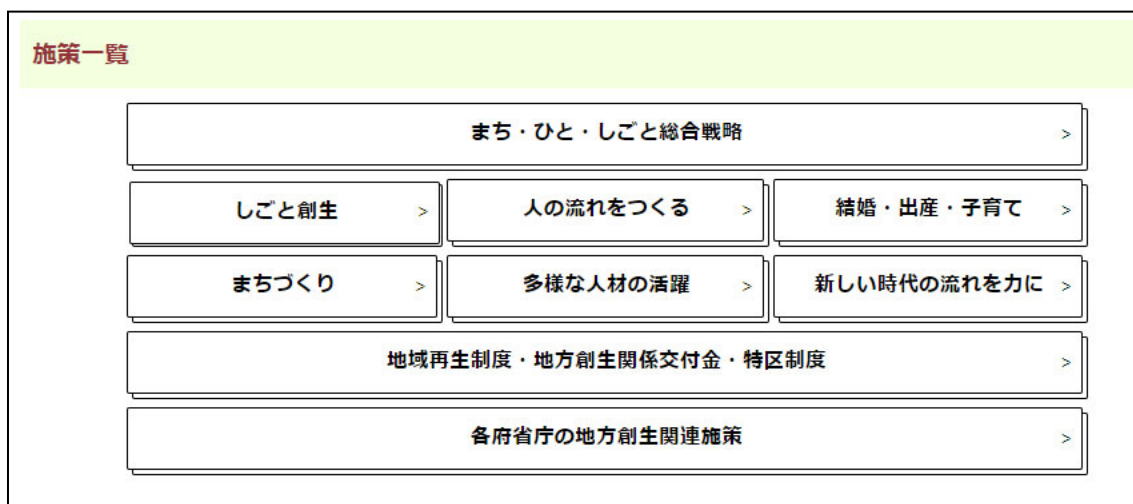 施策一覧
まち・ひと・しごと総合戦略 >
しごと創生 > 人の流れをつくる > 結婚・出産・子育て >
まちづくり > 多様な人材の活躍 > 新しい時代の流れを力に >
地域再生制度・地方創生関係交付金・特区制度 >
各府省庁の地方創生関連施策 >